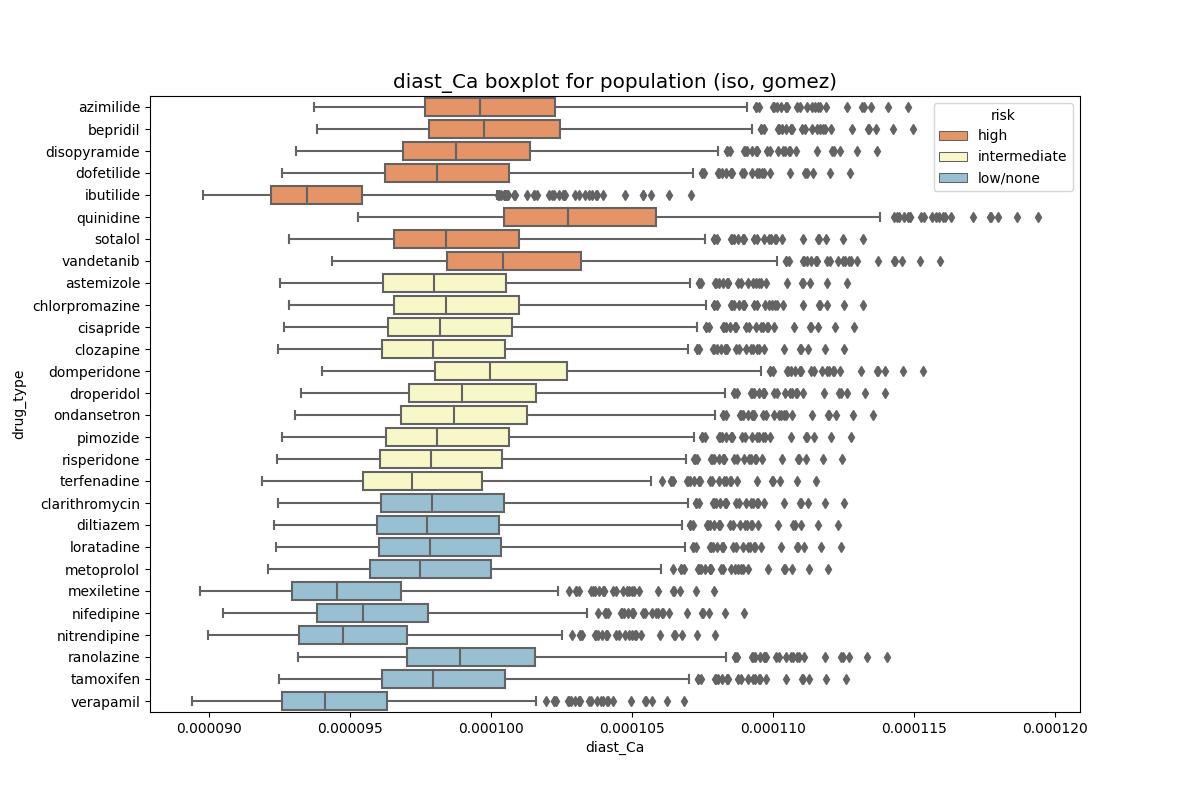 diast_Ca boxplot for population (iso, gomez)
azimilide
bepridil
disopyramide
dofetilide
ibutilide
quinidine
sotalol
vandetanib
astemizole
chlorpromazine
cisapride
clozapine
domperidone
droperidol
ondansetron
pimozide
risperidone
terfenadine
clarithromycin
diltiazem
loratadine
metoprolol
mexiletine
nifedipine
nitrendipine
ranolazine
tamoxifen
verapamil
drug_type
risk
high
intermediate
low/none
0.000090 0.000095 0.000100 0.000105 0.000110 0.000115 0.000120
diast_Ca